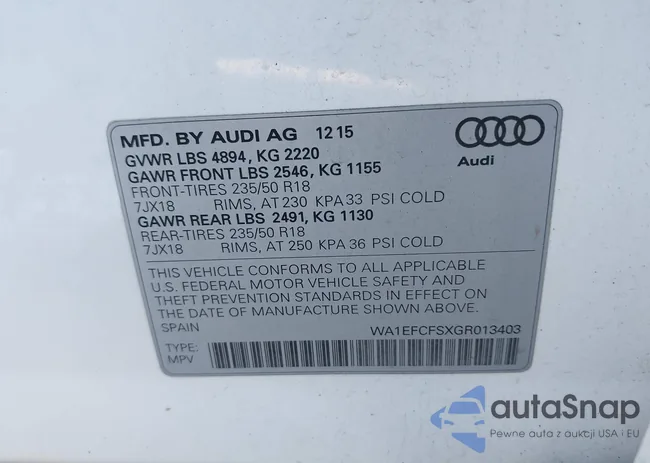 MFD. BY AUDI AG 12 15
GVWR LBS 4894, KG 2220
GAWR FRONT LBS 2546, KG 1155
FRONT-TIRES 235/50 R18
7JX18 RIMS, AT 230 KPA 33 PSI COLD
GAWR REAR LBS 2491, KG 1130
REAR-TIRES 235/50 R18
7JX18 RIMS, AT 250 KPA 36 PSI COLD
Audi
THIS VEHICLE CONFORMS TO ALL APPLICABLE
U.S. FEDERAL MOTOR VEHICLE SAFETY AND
THEFT PREVENTION STANDARDS IN EFFECT ON
THE DATE OF MANUFACTURE SHOWN ABOVE.
SPAIN WA1EFCFSXGR013403
TYPE:
MPV
autaSnap
Pewne auta z aukcji USA i EU